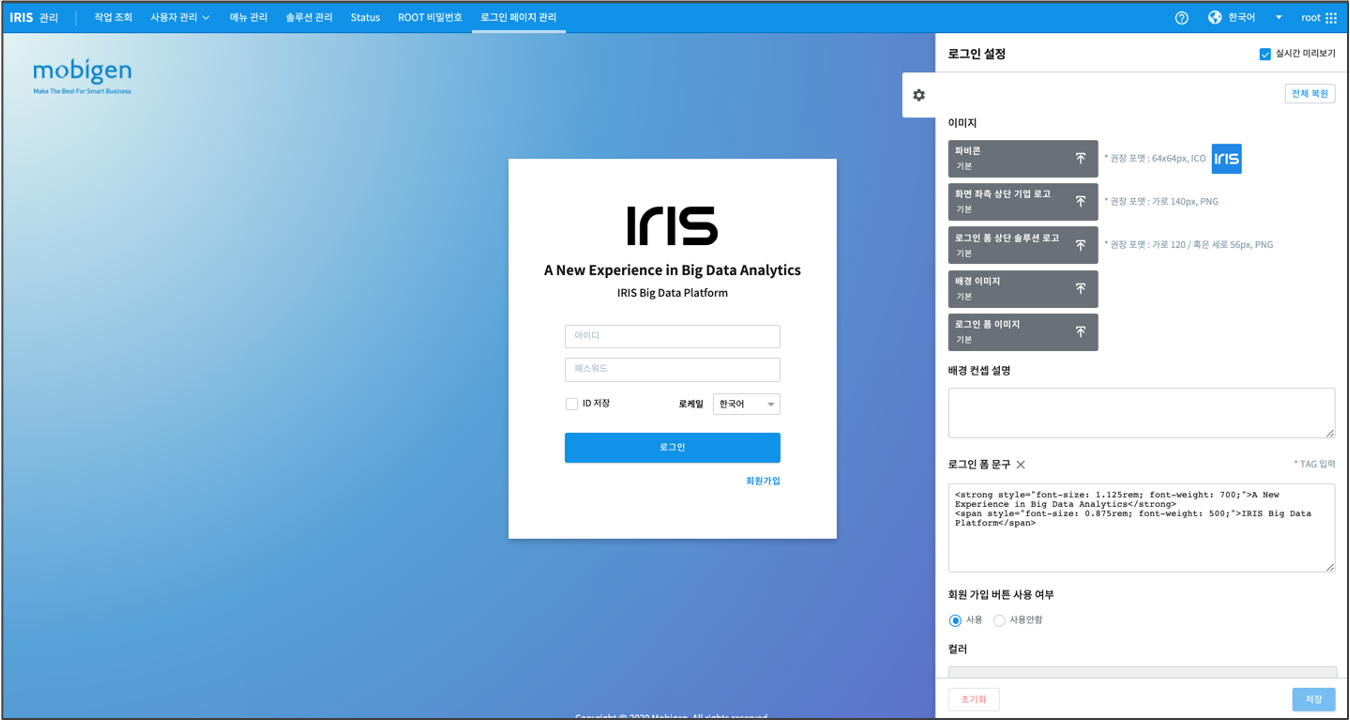 IRIS 관리
작업 조회
사용자 관리
메뉴 관리
솔루션 관리
Status
ROOT 비밀번호
로그인 페이지 관리
한국어
root
mobigen
Make The Best For Smart Business
IRIS
A New Experience in Big Data Analytics
IRIS Big Data Platform
아이디
패스워드
ID 저장
로케일
한국어
로그인
회원가입
Copyright © 2020 Mobigen. All rights reserved
로그인 설정
실시간 미리보기
전체 복원
이미지
파비콘
기본
* 권장 포맷 : 64x64px, ICO
IRIS
화면 좌측 상단 기업 로고
기본
* 권장 포맷 : 가로 140px, PNG
로그인 폼 상단 솔루션 로고
기본
* 권장 포맷 : 가로 120 / 혹은 세로 56px, PNG
배경 이미지
기본
로그인 폼 이미지
기본
배경 컨셉 설명
로그인 폼 문구
* TAG 입력
<strong style="font-size: 1.125rem; font-weight: 700;">A New
Experience in Big Data Analytics</strong>
<span style="font-size: 0.875rem; font-weight: 500;">IRIS Big Data
Platform</span>
회원 가입 버튼 사용 여부
사용
사용안함
컬러
초기화
저장